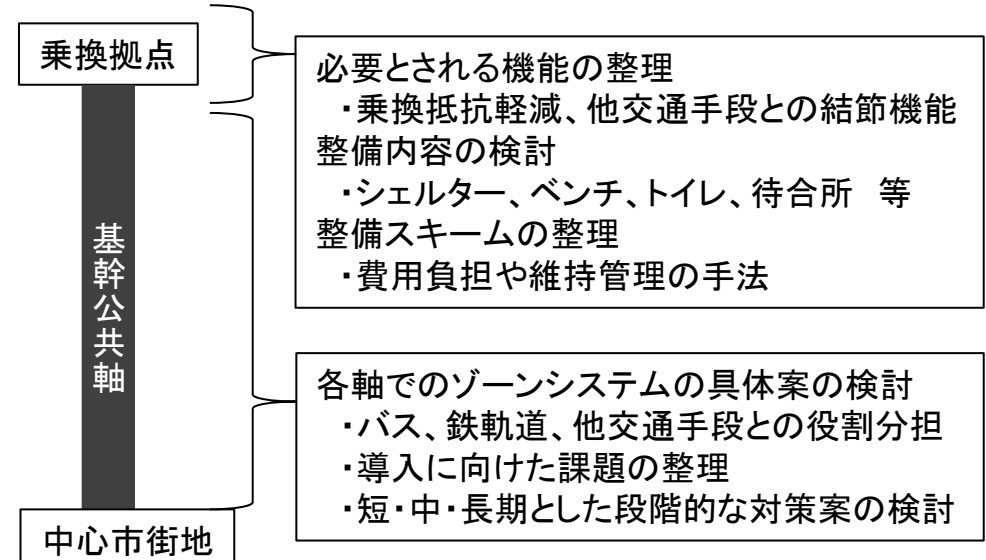 乗換拠点
必要とされる機能の整理
・乗換抵抗軽減、他交通手段との結節機能
整備内容の検討
・シェルター、ベンチ、トイレ、待合所　等
整備スキームの整理
・費用負担や維持管理の手法
基幹公共軸
各軸でのゾーンシステムの具体案の検討
・バス、鉄軌道、他交通手段との役割分担
・導入に向けた課題の整理
・短・中・長期とした段階的な対策案の検討
中心市街地